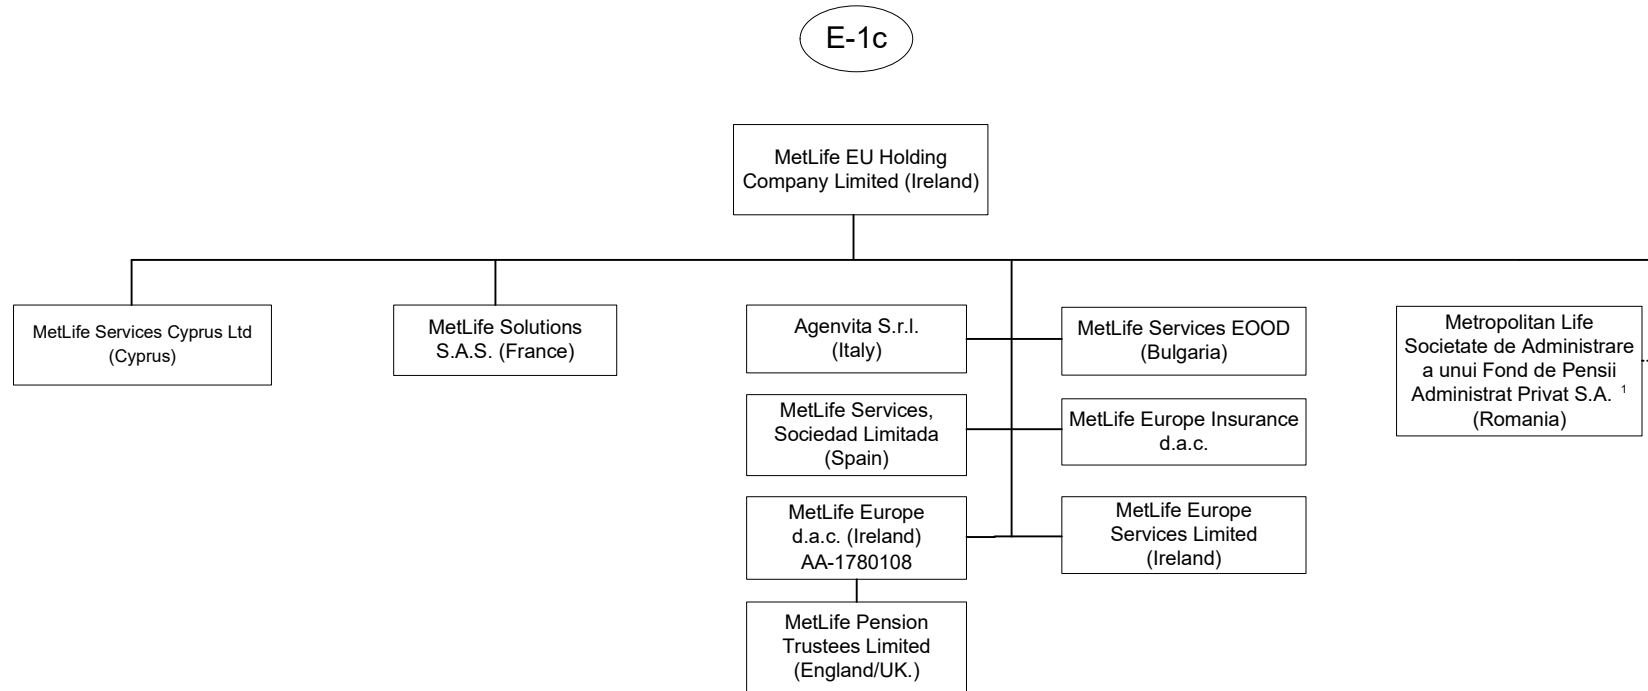 E-1c
MetLife EU Holding
Company Limited (Ireland)
MetLife Services Cyprus Ltd
(Cyprus)
MetLife Solutions
S.A.S. (France)
Agenvita S.r.l.
(Italy)
MetLife Services EOOD
(Bulgaria)
Metropolitan Life
Societate de Administrare
a unui Fond de Pensii
Administrat Privat S.A. 1
(Romania)
MetLife Services,
Sociedad Limitada
(Spain)
MetLife Europe Insurance
d.a.c.
MetLife Europe
d.a.c. (Ireland)
AA-1780108
MetLife Europe
Services Limited
(Ireland)
MetLife Pension
Trustees Limited
(England/UK.)